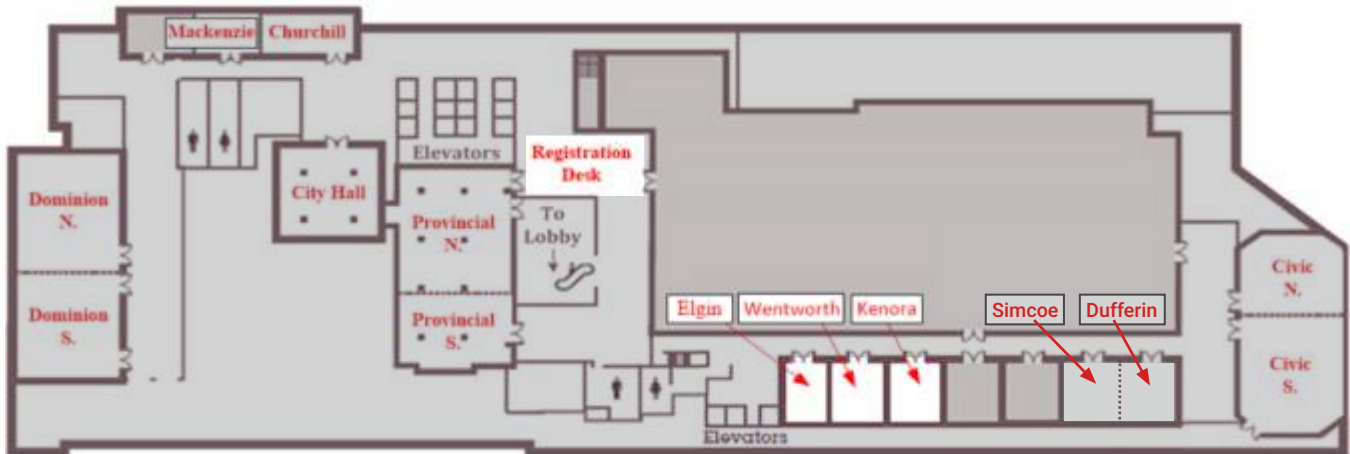 Mackenzie
Churchill
Elevators
Registration
Desk
City Hall
Dominion
N.
Provincial
N.
To
Lobby
Civic
N.
Dominion
S.
Provincial
S.
Elgin
Wentworth
Kenora
Simcoe
Dufferin
Civic
S.
Elevators